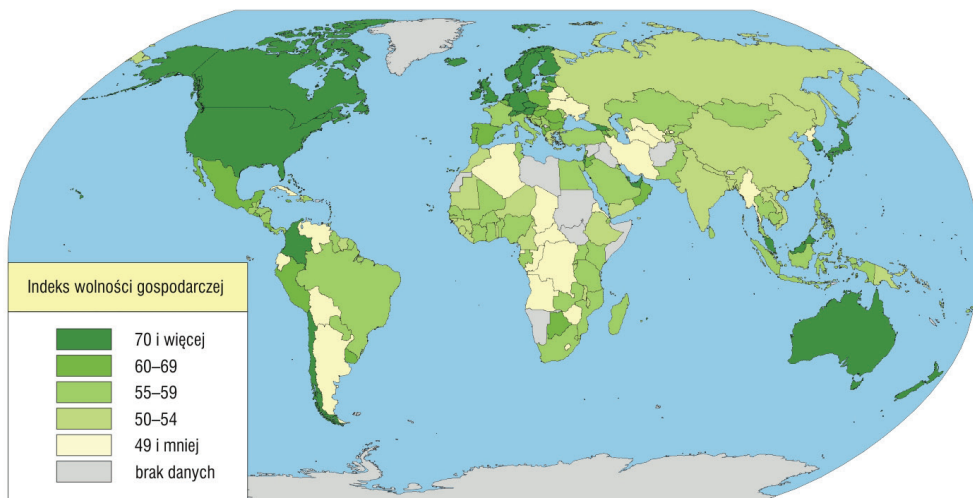 Indeks wolności gospodarczej
70 i więcej
60–69
55–59
50–54
49 i mniej
brak danych